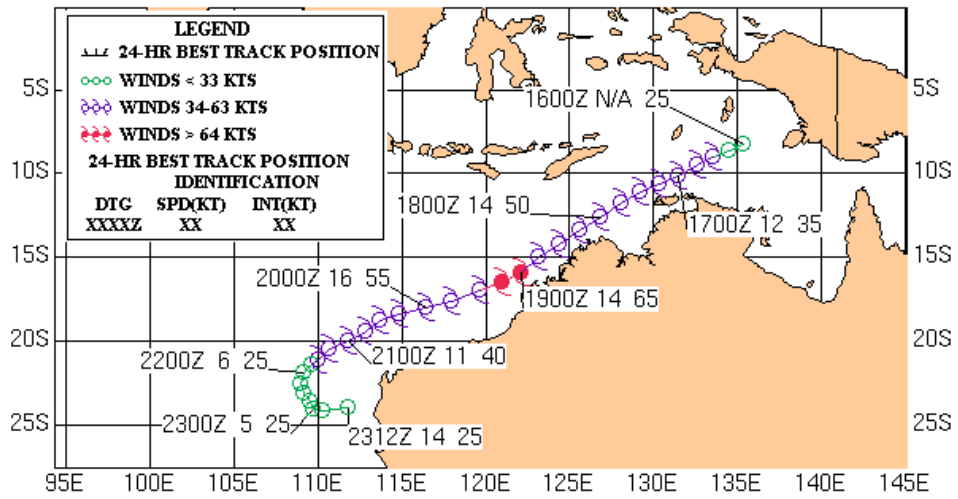 LEGEND
24-HR BEST TRACK POSITION
WINDS < 33 KTS
WINDS 34-63 KTS
WINDS > 64 KTS
24-HR BEST TRACK POSITION
IDENTIFICATION
DTG SPD(KT) INT(KT)
XXXXZ XX XX
5S 5S
1600Z N/A 25
10S 10S
1800Z 14 50
1700Z 12 35
15S 15S
2000Z 16 55
1900Z 14 65
20S 20S
2200Z 6 25
2100Z 11 40
2300Z 5 25
25S 25S
2312Z 14 25
95E 100E 105E 110E 115E 120E 125E 130E 135E 140E 145E